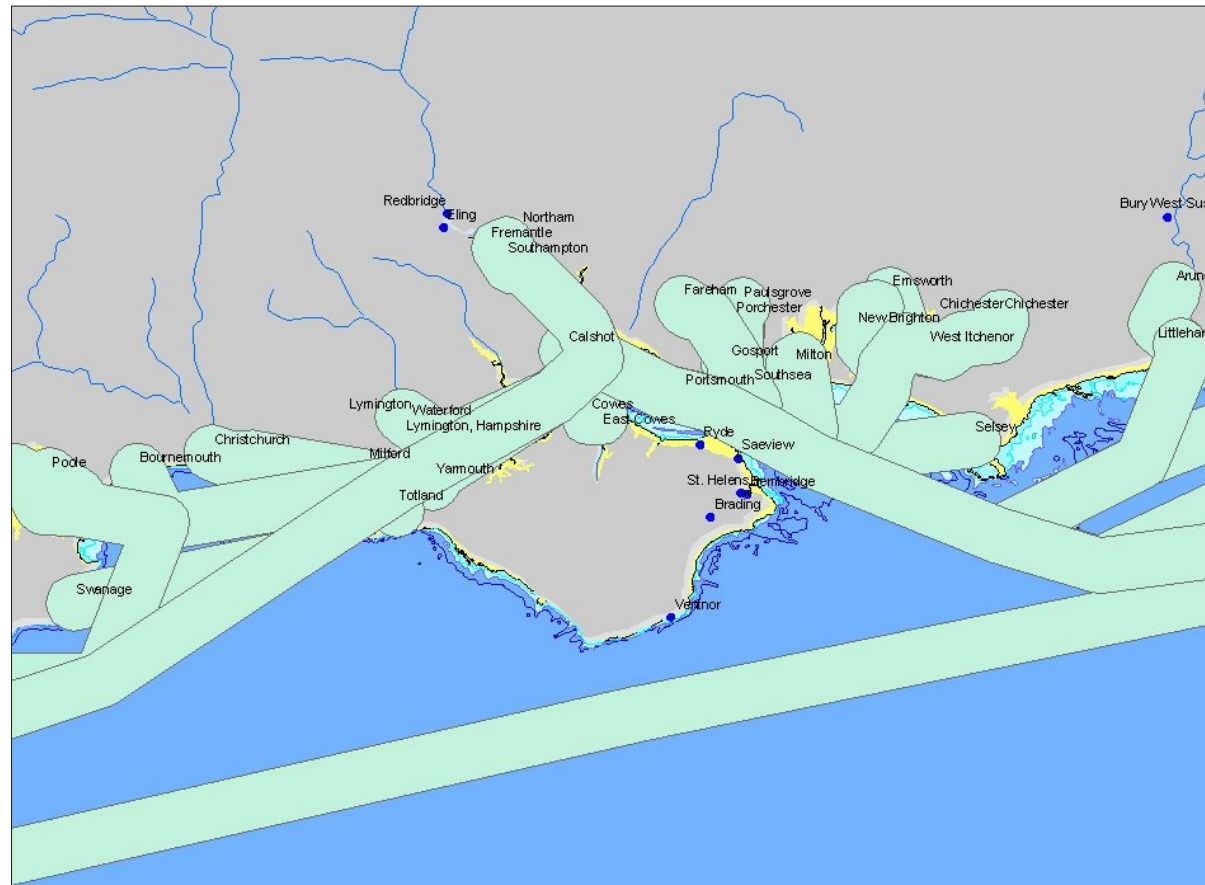 Redbridge
Eling
Northam
Fremantle
Southampton
Bury West Sus
Fareham
Paulsgrove
Porchester
Emsworth
Chichester
Chichester
Arun
New Brighton
West Itchenor
Littleha
Calshot
Gosport
Milton
Portsmouth
Southsea
Lymington
Waterford
Lymington, Hampshire
Cowes
East Cowes
Selsey
Christchurch
Ryde
Saeview
Poole
Bournemouth
Milford
Yarmouth
St. Helens
Bembridge
Totland
Brading
Swanage
Ventnor